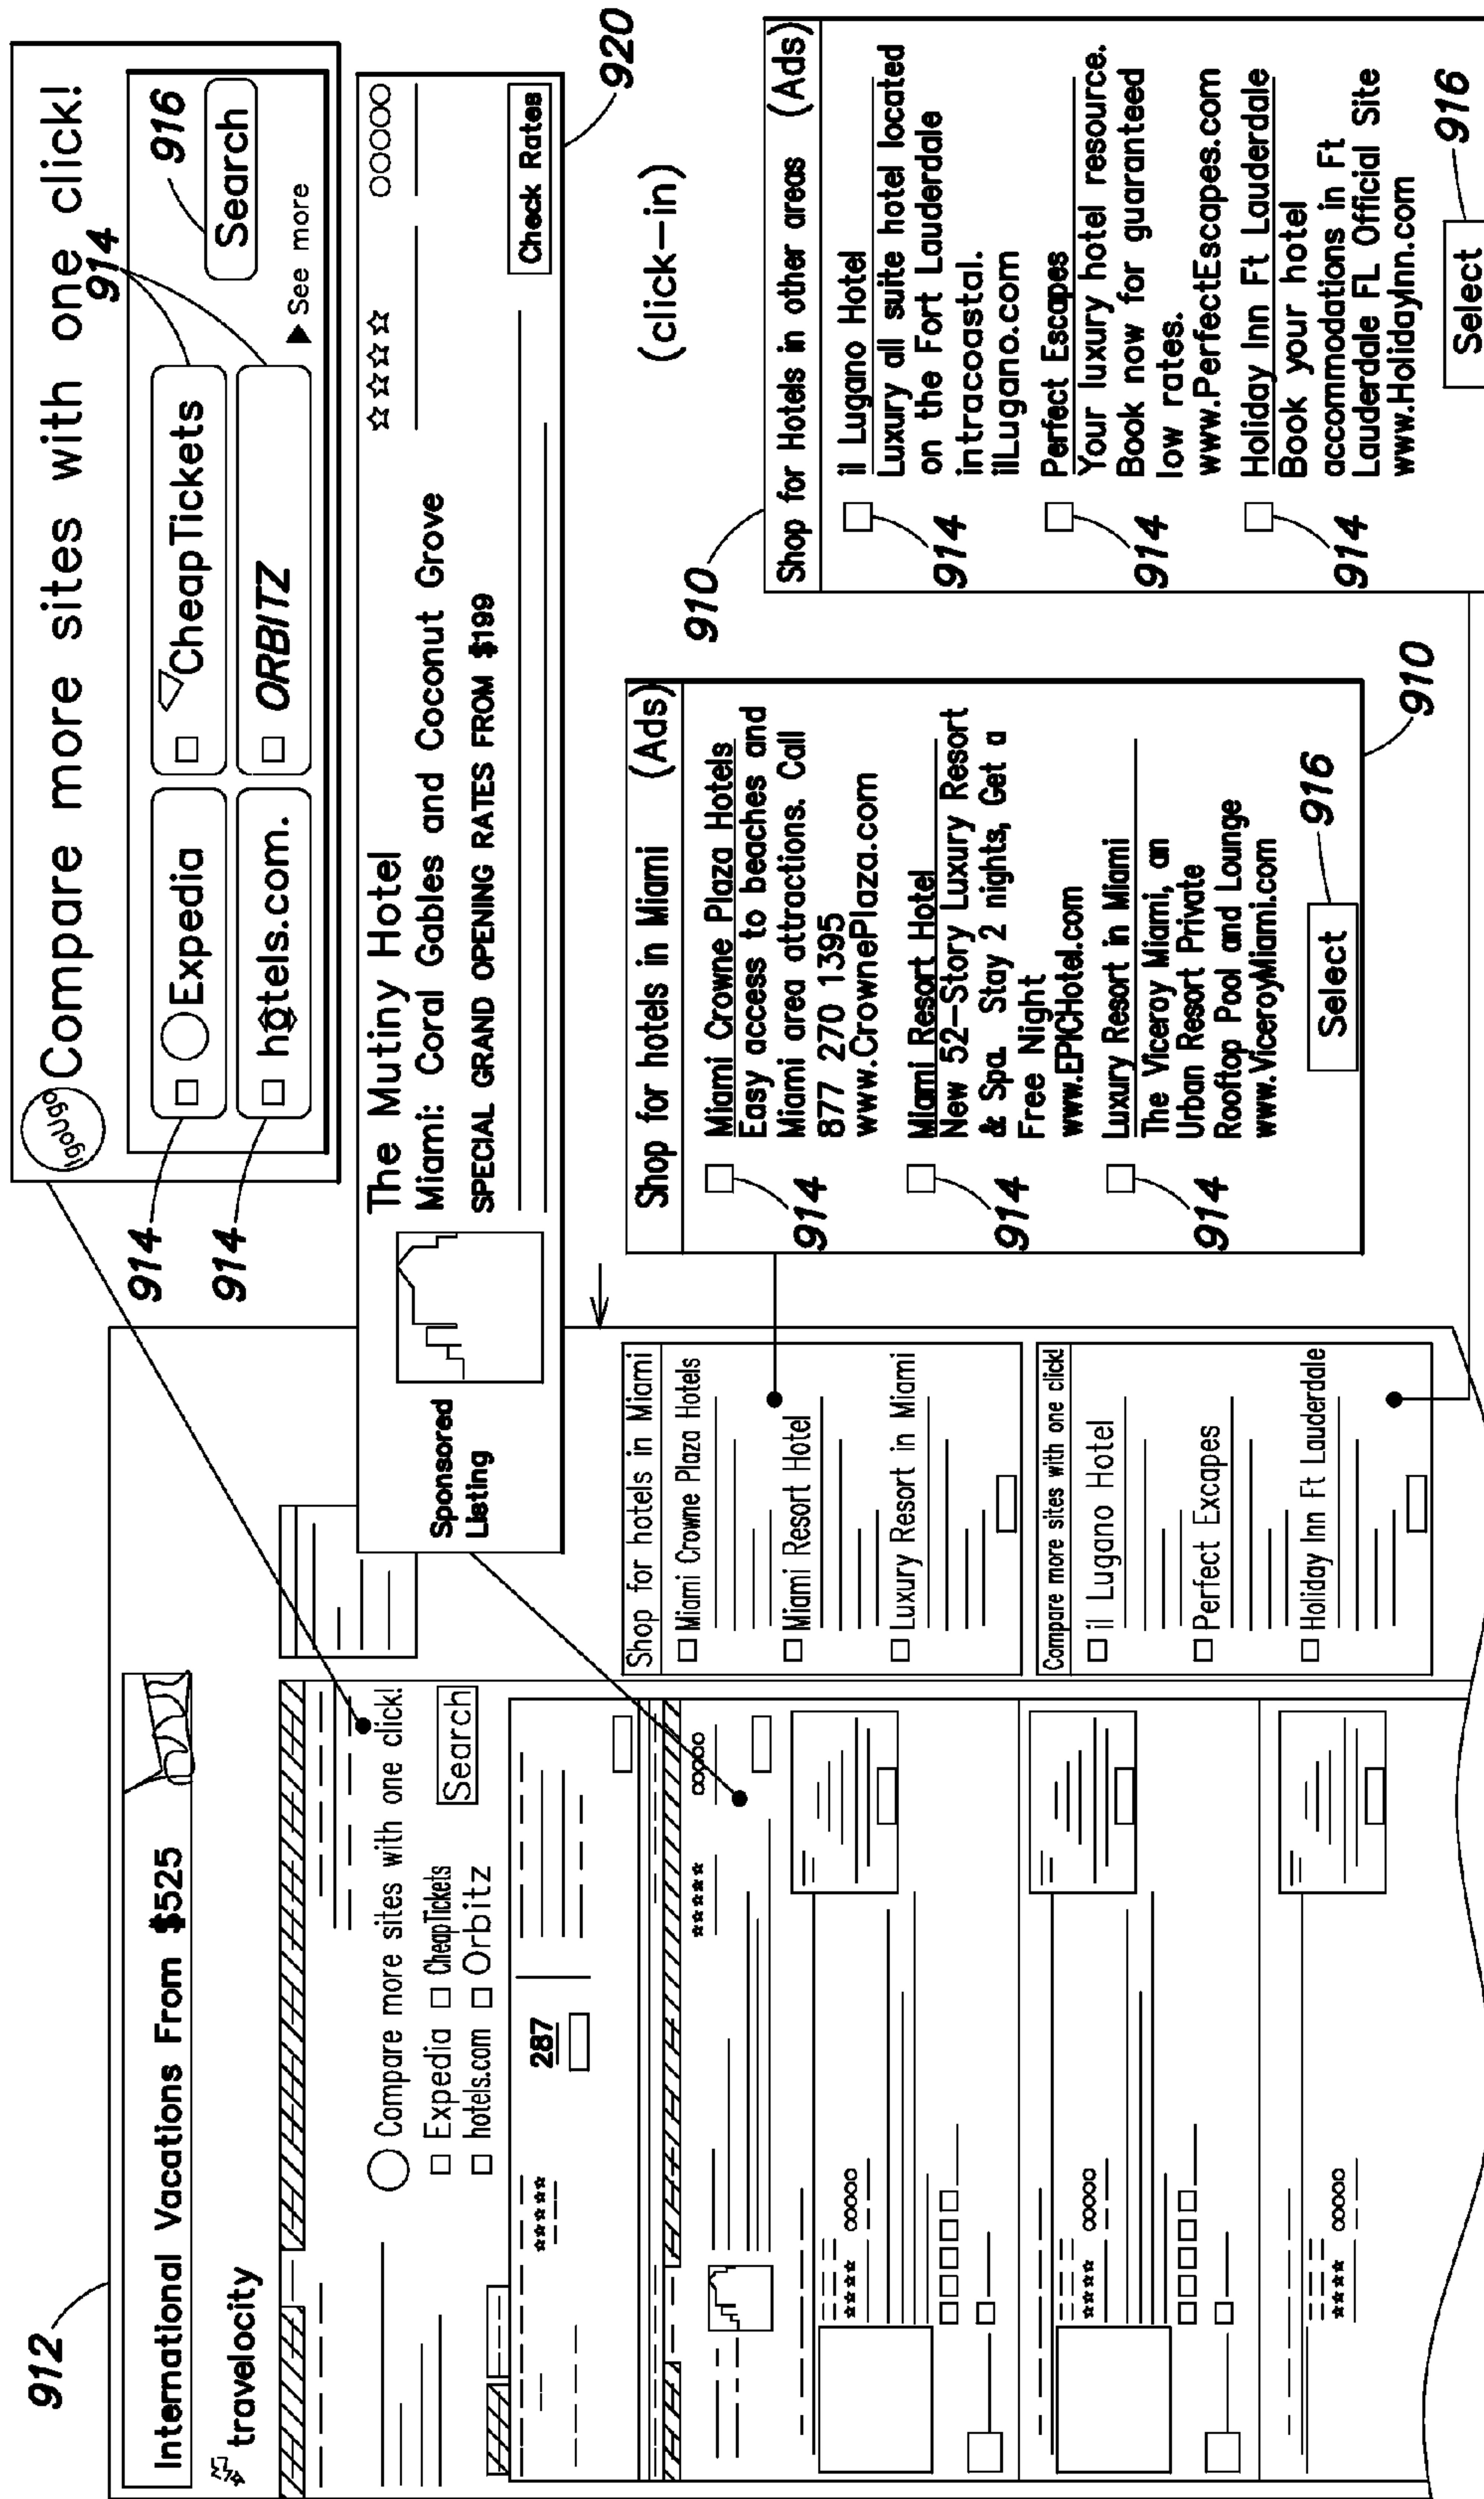 912
International Vacations From $525
travelocity
Compare more sites with one click!
Expedia
CheapTickets
hotels.com
Orbitz
Search
287
Shop for hotels in Miami
Miami Crowne Plaza Hotels
Miami Resort Hotel
Luxury Resort in Miami
Compare more sites with one click!
il Lugano Hotel
Perfect Excapes
Holiday Inn Ft Lauderdale
igoUgo
Compare more sites with one click!
914
914
914
916
Expedia
CheapTickets
hotels.com.
ORBITZ
Search
See more
Sponsored
Listing
The Mutiny Hotel
Miami: Coral Gables and Coconut Grove
SPECIAL GRAND OPENING RATES FROM $199
Check Rates
920
(click-in)
Shop for hotels in Miami (Ads)
Miami Crowne Plaza Hotels
Easy access to beaches and
Miami area attractions. Call
877 270 1395
www.CrownePlaza.com
914
Miami Resort Hotel
New 52-Story Luxury Resort
& Spa. Stay 2 nights, Get a
Free Night
www.EPICHotel.com
914
Luxury Resort in Miami
The Viceroy Miami, an
Urban Resort Private
Rooftop Pool and Lounge
www.ViceroyMiami.com
914
Select
916
910
910
Shop for Hotels in other areas (Ads)
il Lugano Hotel
Luxury all suite hotel located
on the Fort Lauderdale
intracoastal.
ilLugano.com
914
Perfect Escapes
Your luxury hotel resource.
Book now for guaranteed
low rates.
www.PerfectEscapes.com
914
Holiday Inn Ft Lauderdale
Book your hotel
accommodations in Ft
Lauderdale FL Official Site
www.HolidayInn.com
914
Select
916